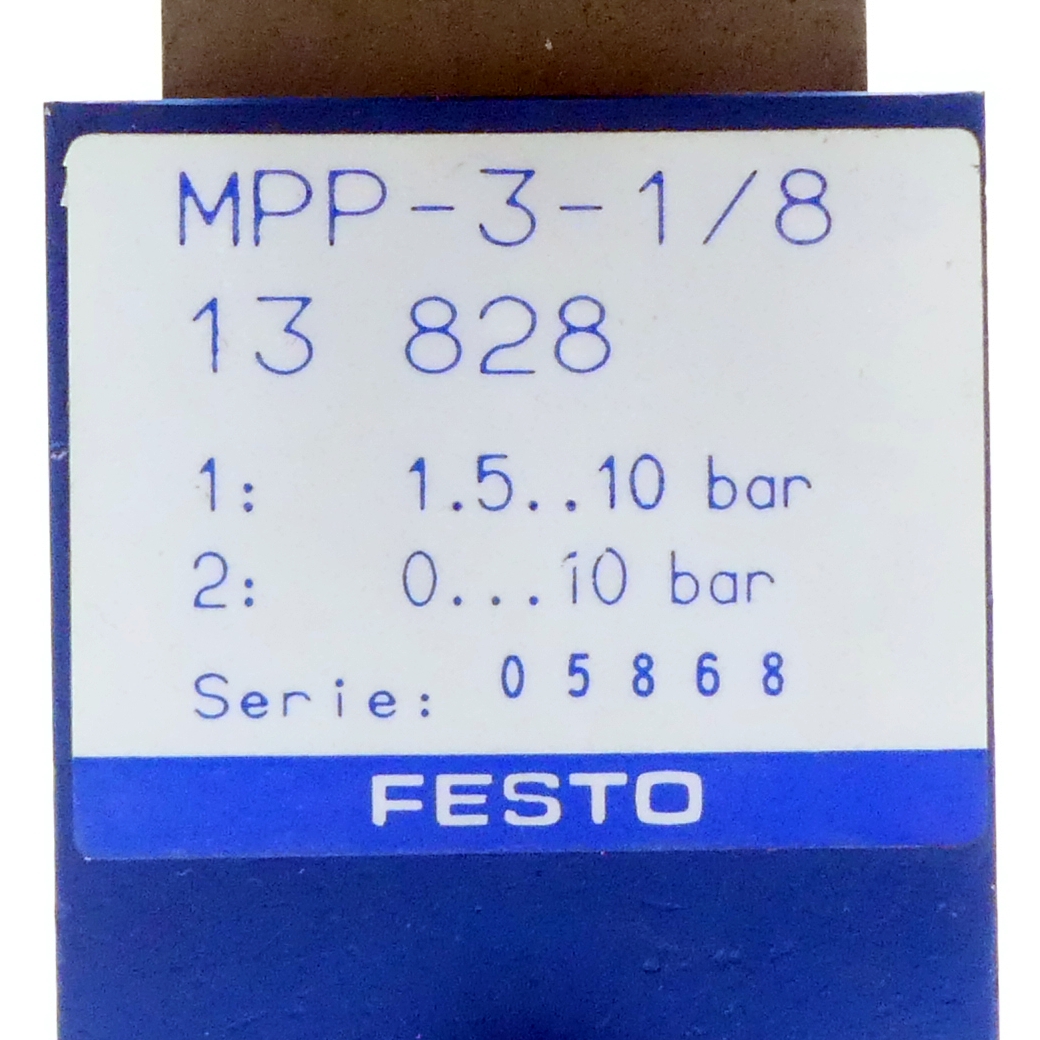 MPP-3-1/8
13 828
1: 1.5..10 bar
2: 0...10 bar
Serie: 05868
FESTO